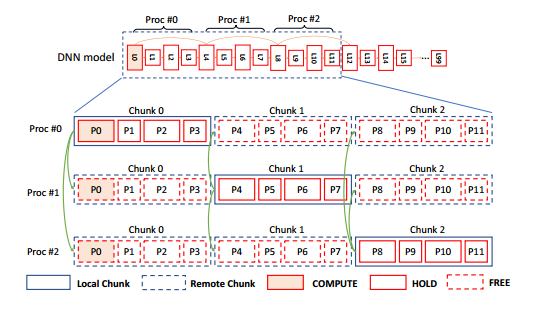 Proc #0 Proc #1 Proc #2
DNN model L0 L1 L2 L3 L4 L5 L6 L7 L8 L9 L10 L11 L12 L13 L14 L15 ... L99
Chunk 0 Chunk 1 Chunk 2
Proc #0 P0 P1 P2 P3 P4 P5 P6 P7 P8 P9 P10 P11
Chunk 0 Chunk 1 Chunk 2
Proc #1 P0 P1 P2 P3 P4 P5 P6 P7 P8 P9 P10 P11
Chunk 0 Chunk 1 Chunk 2
Proc #2 P0 P1 P2 P3 P4 P5 P6 P7 P8 P9 P10 P11
Local Chunk Remote Chunk COMPUTE HOLD FREE